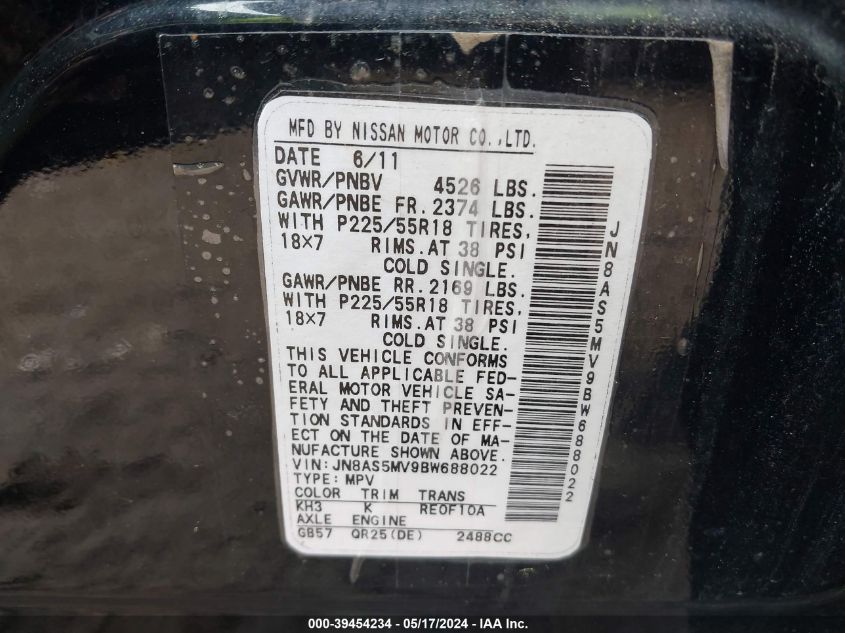 MFD BY NISSAN MOTOR CO.,LTD.
DATE 6/11
GVWR/PNBV 4526 LBS.
GAWR/PNBE FR. 2374 LBS.
WITH P225/55R18 TIRES,
18×7 RIMS.AT 38 PSI
COLD SINGLE.
GAWR/PNBE RR. 2169 LBS.
WITH P225/55R18 TIRES,
18×7 RIMS.AT 38 PSI
COLD SINGLE.
THIS VEHICLE CONFORMS
TO ALL APPLICABLE FED-
ERAL MOTOR VEHICLE SA-
FETY AND THEFT PREVEN-
TION STANDARDS IN EFF-
ECT ON THE DATE OF MA-
NUFACTURE SHOWN ABOVE.
VIN:JN8AS5MV9BW688022
TYPE:MPV
COLOR TRIM TRANS
KH3 K RE0F10A
AXLE ENGINE
GB57 QR25(DE) 2488CC
JN8AS5MV9BW688022
000-39454234 - 05/17/2024 - IAA Inc.